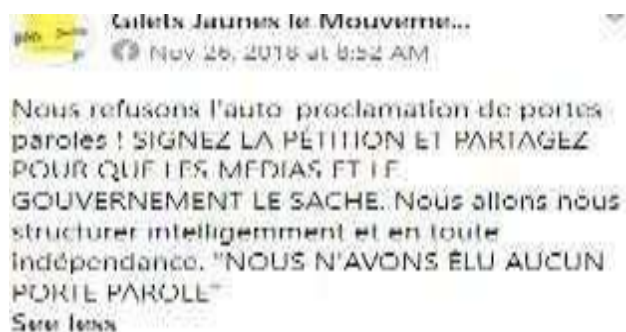 Gilets Jaunes le Mouveme...
Nov 26, 2018 at 8:52 AM
Nous refusons l'auto proclamation de portes
paroles ! SIGNEZ LA PÉTITION ET PARTAGEZ
POUR QUE LES MEDIAS ET LE
GOUVERNEMENT LE SACHE. Nous allons nous
structurer intelligemment et en toute
indépendance. "NOUS N'AVONS ÉLU AUCUN
PORTE PAROLE"
See less